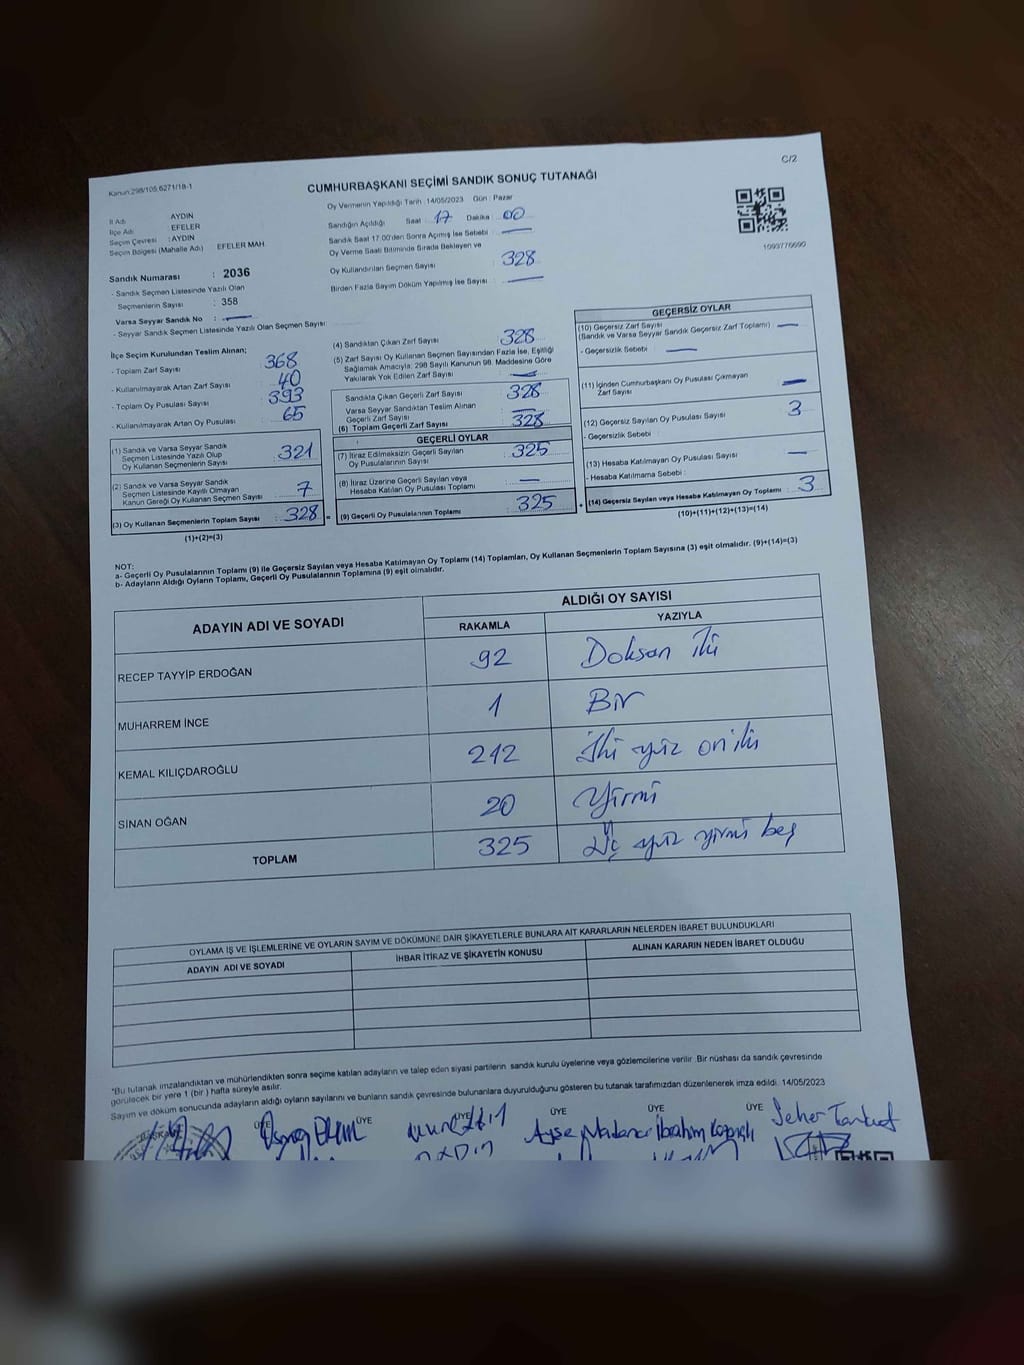 C/2
Kanun:298/105,6271/18-1
CUMHURBAŞKANI SEÇİMİ SANDIK SONUÇ TUTANAĞI
Oy Vermenin Yapıldığı Tarih :14/05/2023 Gün : Pazar
İl Adı : AYDIN
İlçe Adı : EFELER
Seçim Çevresi : AYDIN
Seçim Bölgesi (Mahalle Adı) EFELER MAH.
Sandık Numarası : 2036
- Sandık Seçmen Listesinde Yazılı Olan
Seçmenlerin Sayısı : 358
Varsa Seyyar Sandık No : —
- Seyyar Sandık Seçmen Listesinde Yazılı Olan Seçmen Sayısı:
Sandığın Açıldığı Saat 17 Dakika : 00
Sandık Saat 17.00'den Sonra Açılmış İse Sebebi : —
Oy Verme Saati Bitiminde Sırada Bekleyen ve
Oy Kullandırılan Seçmen Sayısı : 328
Birden Fazla Sayım Döküm Yapılmış İse Sayısı : —
1093776690
İlçe Seçim Kurulundan Teslim Alınan;
- Toplam Zarf Sayısı : 368
- Kullanılmayarak Artan Zarf Sayısı : 40
- Toplam Oy Pusulası Sayısı : 393
- Kullanılmayarak Artan Oy Pusulası : 65
(1) Sandık ve Varsa Seyyar Sandık
Seçmen Listesinde Yazılı Olup
Oy Kullanan Seçmenlerin Sayısı : 321
(2) Sandık ve Varsa Seyyar Sandık
Seçmen Listesinde Kayıtlı Olmayan
Kanun Gereği Oy Kullanan Seçmen Sayısı : 7
(3) Oy Kullanan Seçmenlerin Toplam Sayısı : 328
(1)+(2)=(3)
(4) Sandıktan Çıkan Zarf Sayısı : 328
(5) Zarf Sayısı Oy Kullanan Seçmen Sayısından Fazla İse, Eşitliği
Sağlamak Amacıyla; 298 Sayılı Kanunun 98. Maddesine Göre
Yakılarak Yok Edilen Zarf Sayısı : —
Sandıkta Çıkan Geçerli Zarf Sayısı : 328
Varsa Seyyar Sandıktan Teslim Alınan
Geçerli Zarf Sayısı : —
(6) Toplam Geçerli Zarf Sayısı : 328
GEÇERLİ OYLAR
(7) İtiraz Edilmeksizin Geçerli Sayılan
Oy Pusulalarının Sayısı : 325
(8) İtiraz Üzerine Geçerli Sayılan veya
Hesaba Katılan Oy Pusulası Toplamı : —
(9) Geçerli Oy Pusulalarının Toplamı : 325
GEÇERSİZ OYLAR
(10) Geçersiz Zarf Sayısı
(Sandık ve Varsa Seyyar Sandık Geçersiz Zarf Toplamı) : —
- Geçersizlik Sebebi : —
(11) İçinden Cumhurbaşkanı Oy Pusulası Çıkmayan
Zarf Sayısı : —
(12) Geçersiz Sayılan Oy Pusulası Sayısı : 3
- Geçersizlik Sebebi :
(13) Hesaba Katılmayan Oy Pusulası Sayısı : —
- Hesaba Katılmama Sebebi :
(14) Geçersiz Sayılan veya Hesaba Katılmayan Oy Toplamı : 3
(10)+(11)+(12)+(13)=(14)
NOT:
a- Geçerli Oy Pusulalarının Toplamı (9) ile Geçersiz Sayılan veya Hesaba Katılmayan Oy Toplamı (14) Toplamları, Oy Kullanan Seçmenlerin Toplam Sayısına (3) eşit olmalıdır. (9)+(14)=(3)
b- Adayların Aldığı Oyların Toplamı, Geçerli Oy Pusulalarının Toplamına (9) eşit olmalıdır.
ADAYIN ADI VE SOYADI ALDIĞI OY SAYISI
RAKAMLA YAZIYLA
RECEP TAYYİP ERDOĞAN 92 Doksan iki
MUHARREM İNCE 1 Bir
KEMAL KILIÇDAROĞLU 212 İki yüz on iki
SİNAN OĞAN 20 Yirmi
TOPLAM 325 Üç yüz yirmi beş
OYLAMA İŞ VE İŞLEMLERİNE VE OYLARIN SAYIM VE DÖKÜMÜNE DAİR ŞİKAYETLERLE BUNLARA AİT KARARLARIN NELERDEN İBARET BULUNDUKLARI
ADAYIN ADI VE SOYADI İHBAR İTİRAZ VE ŞİKAYETİN KONUSU ALINAN KARARIN NEDEN İBARET OLDUĞU
*Bu tutanak imzalandıktan ve mühürlendikten sonra seçime katılan adayların ve talep eden siyasi partilerin sandık kurulu üyelerine veya gözlemcilerine verilir .Bir nüshası da sandık çevresinde
görülecek bir yere 1 (bir ) hafta süreyle asılır.
Sayım ve döküm sonucunda adayların aldığı oyların sayılarını ve bunların sandık çevresinde bulunanlara duyurulduğunu gösteren bu tutanak tarafımızdan düzenlenerek imza edildi. 14/05/2023
BAŞKAN ÜYE ÜYE ÜYE ÜYE ÜYE
İbrahim Seher